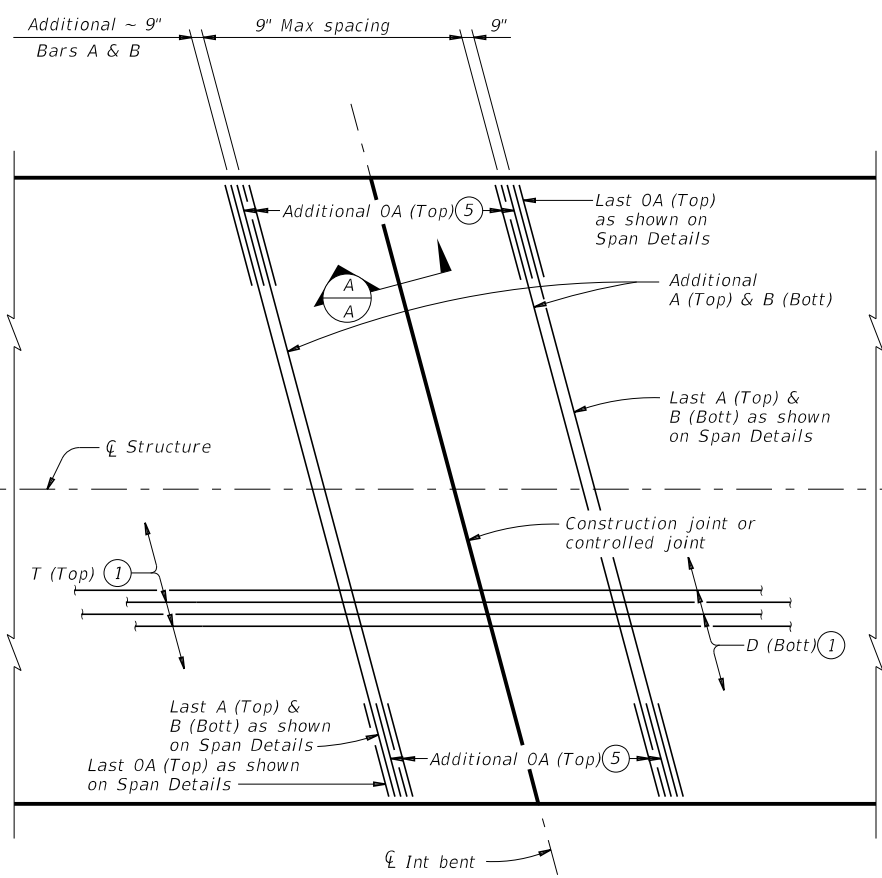 Additional ~ 9"
Bars A & B
9" Max spacing
9"
Additional OA (Top) 5
Last OA (Top)
as shown on
Span Details
A
A
Additional
A (Top) & B (Bott)
Last A (Top) &
B (Bott) as shown
on Span Details
℄ Structure
Construction joint or
controlled joint
T (Top) 1
D (Bott) 1
Last A (Top) &
B (Bott) as shown
on Span Details
Last OA (Top) as shown
on Span Details
Additional OA (Top) 5
℄ Int bent